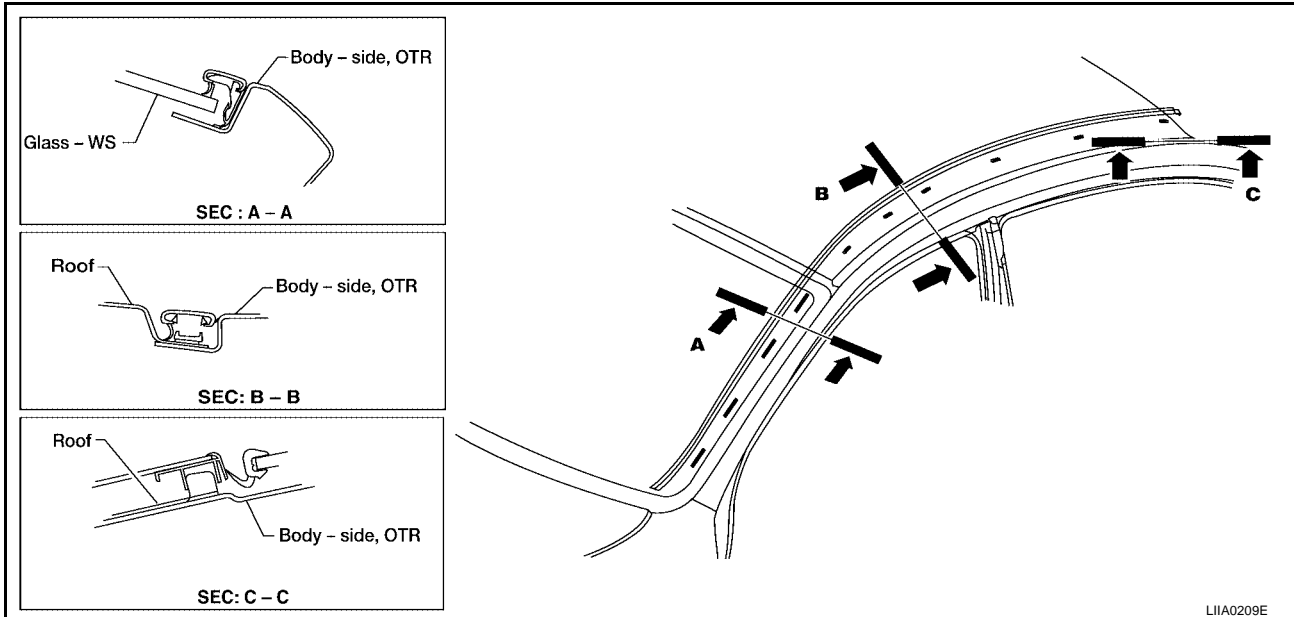 Body – side, OTR
Glass – WS
SEC : A – A
Roof
Body – side, OTR
SEC: B – B
Roof
Body – side, OTR
SEC: C – C
B
C
A
LIIA0209E